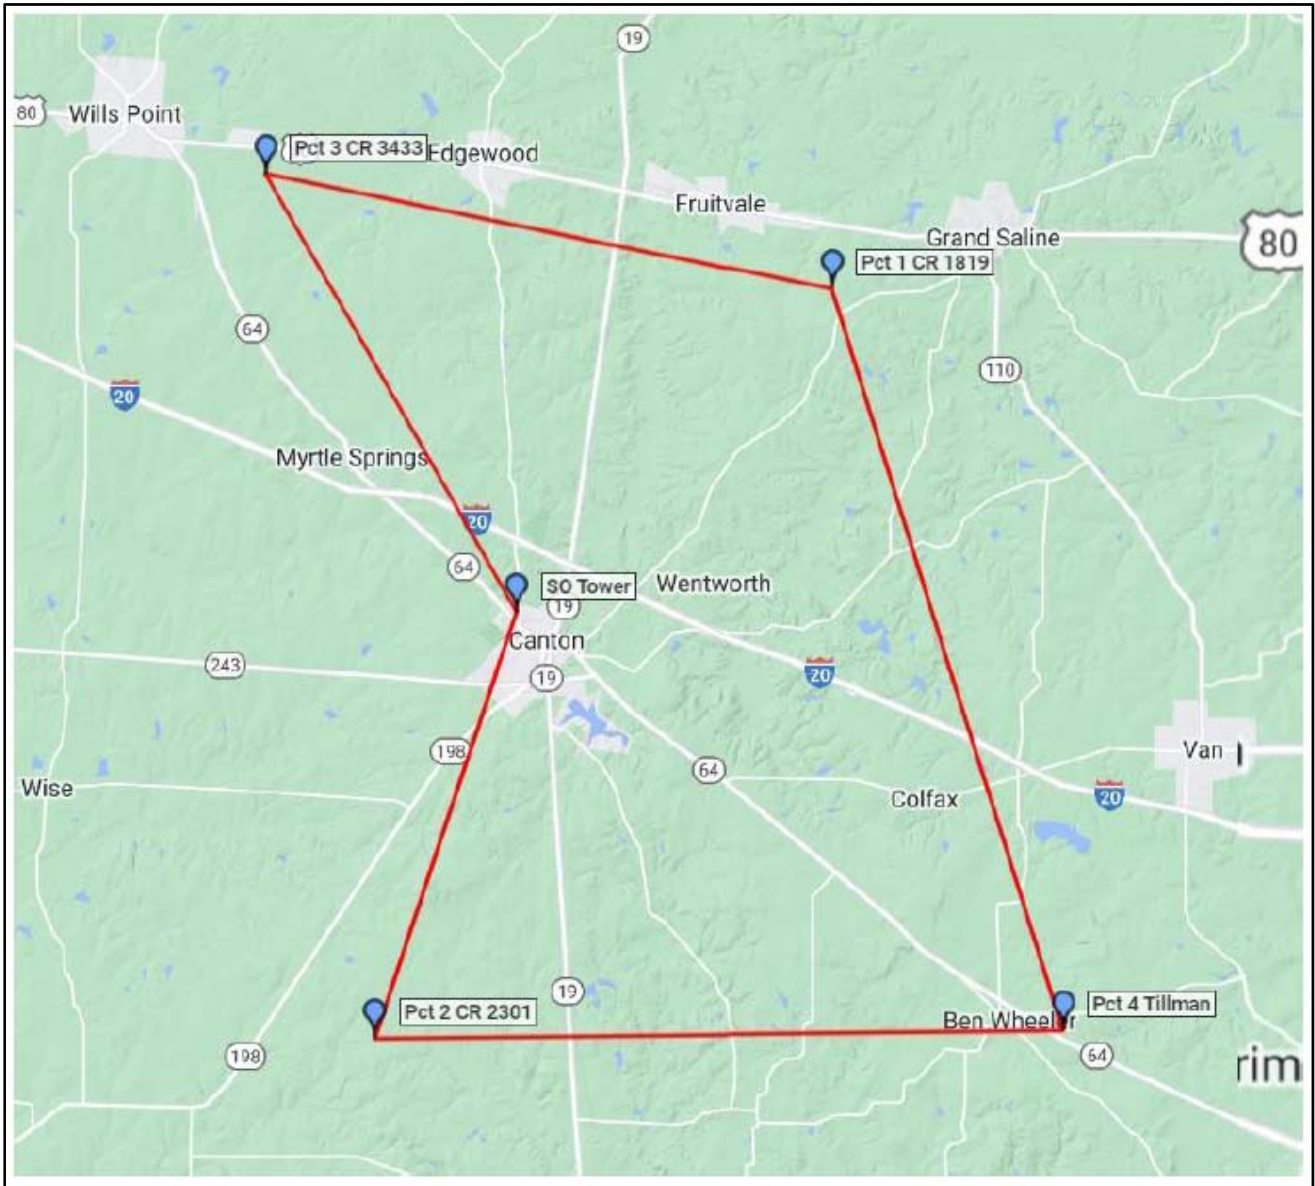 19
80
Wills Point
Pct 3 CR 3433
Edgewood
Fruitvale
Grand Saline
80
Pct 1 CR 1819
64
110
20
Myrtle Springs
20
64
SO Tower
Wentworth
19
Canton
243
19
20
198
Van
64
Wise
Colfax
20
19
Pct 2 CR 2301
Pct 4 Tillman
Ben Wheeler
198
64
rim